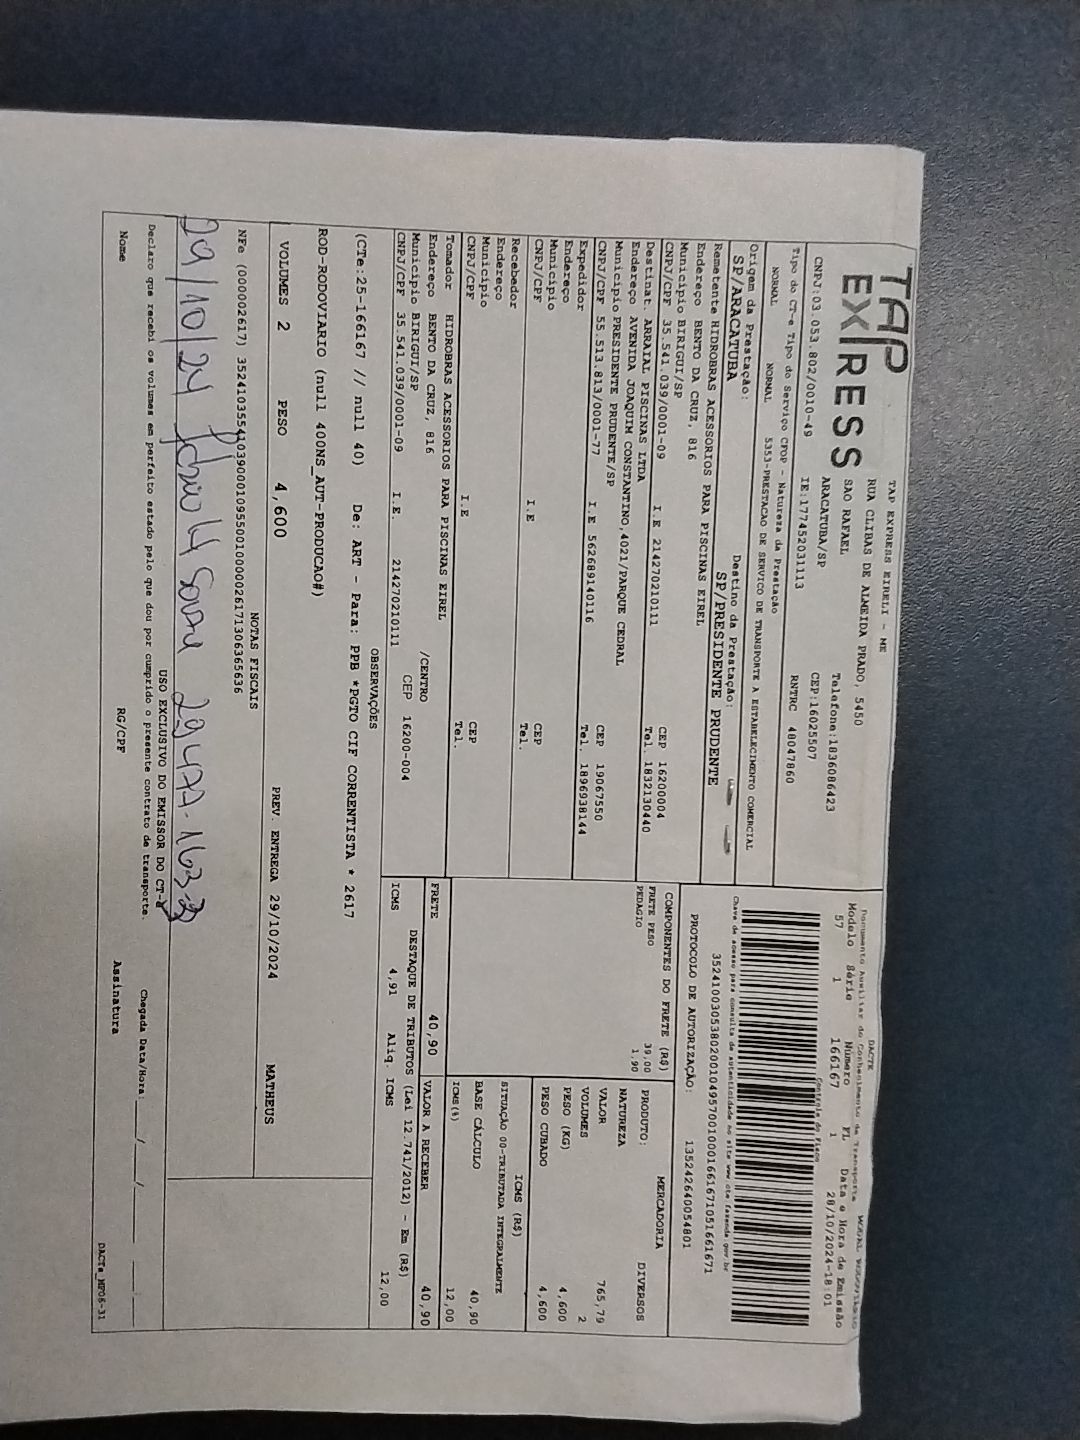 TAP
EXPRESS
TAP EXPRESS EIRELI - ME
RUA CLIBAS DE ALMEIDA PRADO, 5450
SAO RAFAEL
ARACATUBA/SP
Telefone:1836086423
CEP:16025507
CNPJ:03.053.802/0010-49 IE:177452031113 RNTRC 48047860
Tipo do CT-e Tipo do Serviço CFOP - Natureza da Prestação
NORMAL NORMAL 5353-PRESTACAO DE SERVICO DE TRANSPORTE A ESTABELECIMENTO COMERCIAL
Origem da Prestação: Destino da Prestação:
SP/ARACATUBA SP/PRESIDENTE PRUDENTE
Remetente HIDROBRAS ACESSORIOS PARA PISCINAS EIREL
Endereço BENTO DA CRUZ, 816
Município BIRIGUI/SP CEP 16200004
CNPJ/CPF 35.541.039/0001-09 I.E 214270210111 Tel. 1832130440
Destinat ARRAIAL PISCINAS LTDA
Endereço AVENIDA JOAQUIM CONSTANTINO,4021/PARQUE CEDRAL
Município PRESIDENTE PRUDENTE/SP CEP 19067550
CNPJ/CPF 55.513.813/0001-77 I.E 562689140116 Tel. 1896938144
Expedidor
Endereço
Município CEP
CNPJ/CPF I.E Tel.
Recebedor
Endereço
Município CEP
CNPJ/CPF I.E Tel.
Tomador HIDROBRAS ACESSORIOS PARA PISCINAS EIREL
Endereço BENTO DA CRUZ, 816 /CENTRO
Município BIRIGUI/SP CEP 16200-004
CNPJ/CPF 35.541.039/0001-09 I.E. 214270210111
DACTE
Documento Auxiliar do Conhecimento de Transporte MODAL RODOVIÁRIO
Modelo Série Número FL Data e Hora de Emissão
57 1 166167 1 28/10/2024-18:01
Controle do Fisco
Chave de acesso para consulta de autenticidade no site www.cte.fazenda.gov.br
35241003053802001049570010001661671051661671
PROTOCOLO DE AUTORIZAÇÃO: 135242640054801
COMPONENTES DO FRETE (R$)
FRETE PESO 39,00
PEDAGIO 1,90
FRETE 40,90
MERCADORIA
PRODUTO: DIVERSOS
NATUREZA
VALOR 765,79
VOLUMES 2
PESO (KG) 4,600
PESO CUBADO 4,600
ICMS (R$)
SITUAÇÃO 00-TRIBUTADA INTEGRALMENTE
BASE CÁLCULO 40,90
ICMS(%) 12,00
VALOR A RECEBER 40,90
DESTAQUE DE TRIBUTOS (Lei 12.741/2012) - Em (R$)
ICMS 4,91 Aliq. ICMS 12,00
OBSERVAÇÕES
(CTe:25-166167 // null 40) De: ART - Para: PPB *PGTO CIF CORRENTISTA * 2617
ROD-RODOVIARIO (null 400NS_AUT-PRODUCAO#)
VOLUMES 2 PESO 4,600 PREV. ENTREGA 29/10/2024 MATHEUS
NOTAS FISCAIS
NFe (000002617) 35241035541039000109550010000026171306365636
29/10/24
USO EXCLUSIVO DO EMISSOR DO CT-e
Declaro que recebi os volumes em perfeito estado pelo que dou por cumprido o presente contrato de transporte. Chegada Data/Hora:
Nome RG/CPF Assinatura
DACTe_MP06-31